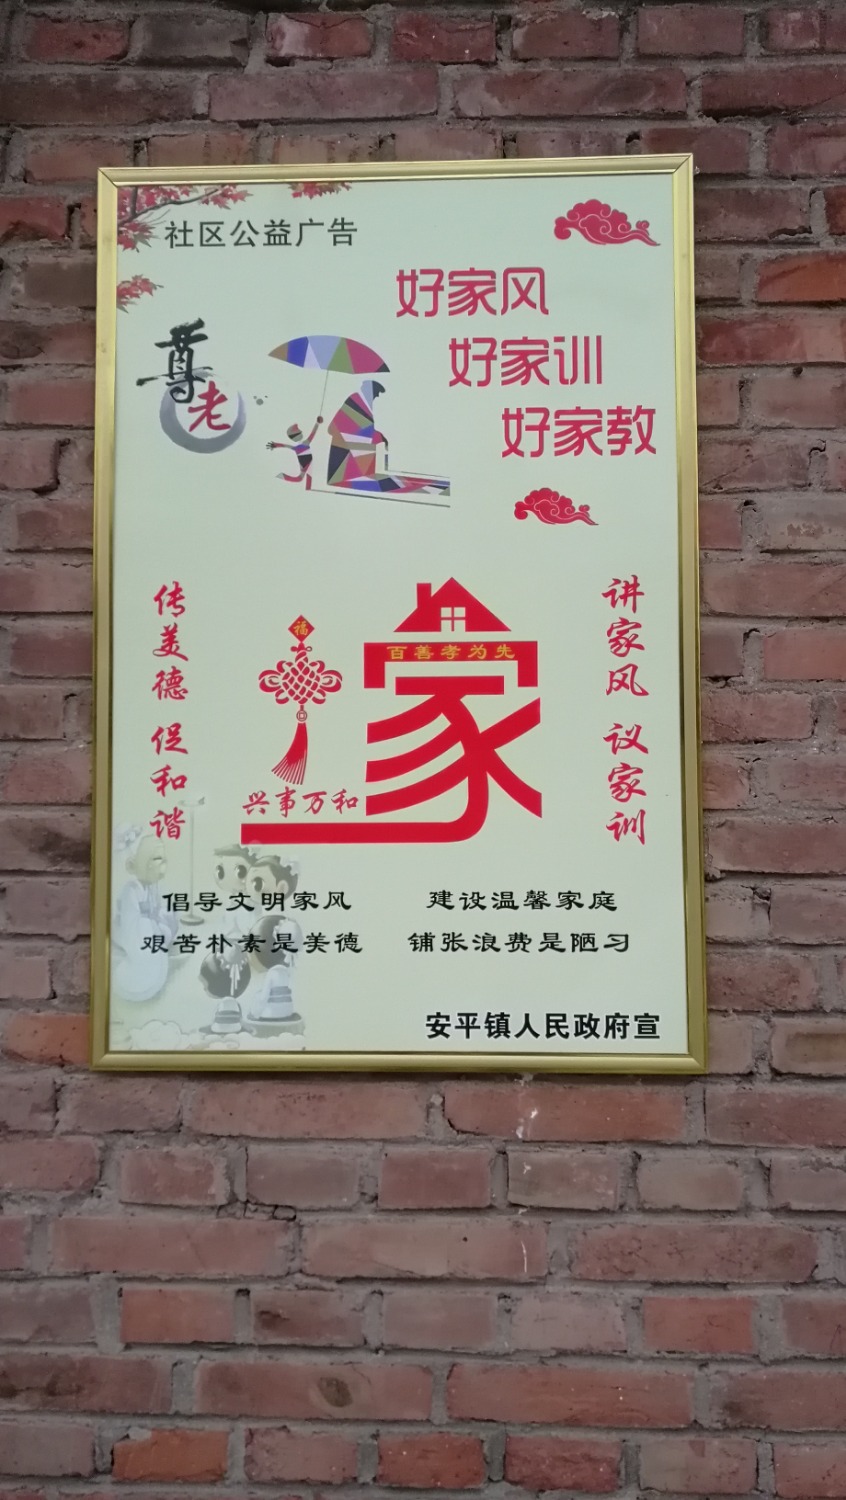 社区公益广告
好家风
好家训
好家教
尊老
讲家风 议家训
传美德 促和谐
福
百善孝为先
家
兴事万和
倡导文明家风 建设温馨家庭
艰苦朴素是美德 铺张浪费是陋习
安平镇人民政府宣